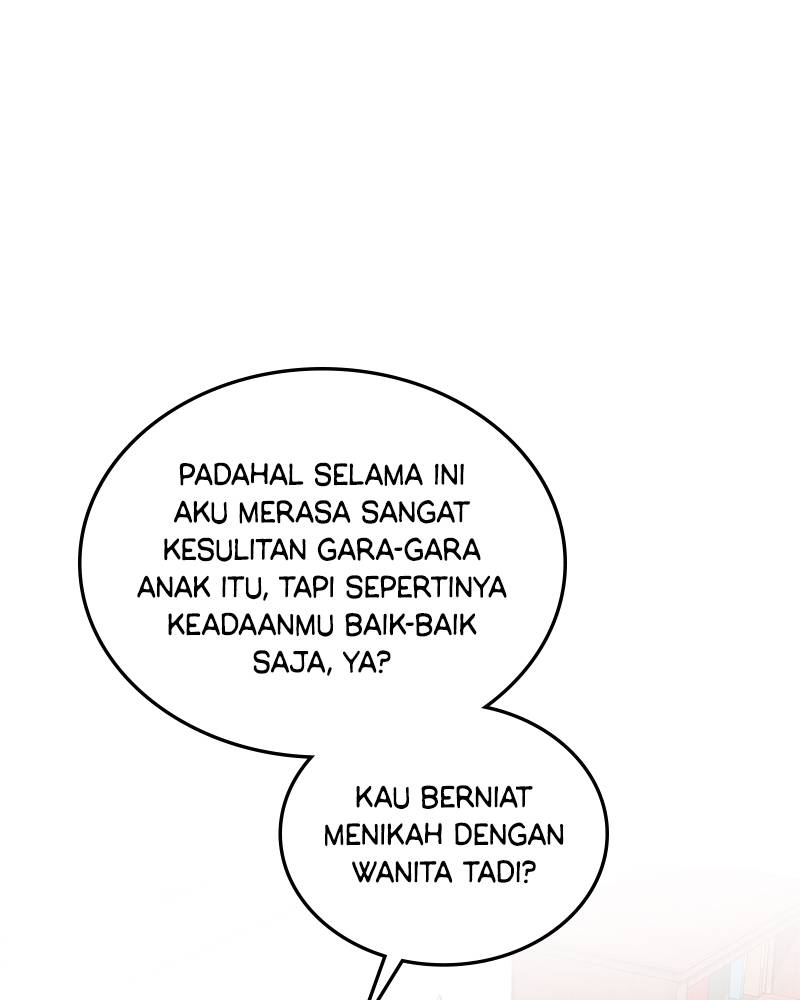 PADAHAL SELAMA INI
AKU MERASA SANGAT
KESULITAN GARA-GARA
ANAK ITU, TAPI SEPERTINYA
KEADAANMU BAIK-BAIK
SAJA, YA?
KAU BERNIAT
MENIKAH DENGAN
WANITA TADI?